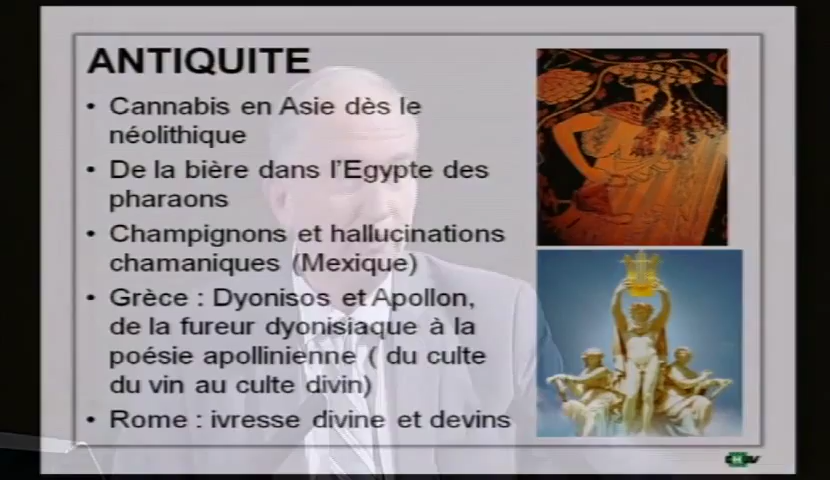 ANTIQUITE
• Cannabis en Asie dès le
néolithique
• De la bière dans l'Egypte des
pharaons
• Champignons et hallucinations
chamaniques (Mexique)
• Grèce : Dyonisos et Apollon,
de la fureur dyonisiaque à la
poésie apollinienne ( du culte
du vin au culte divin)
• Rome : ivresse divine et devins